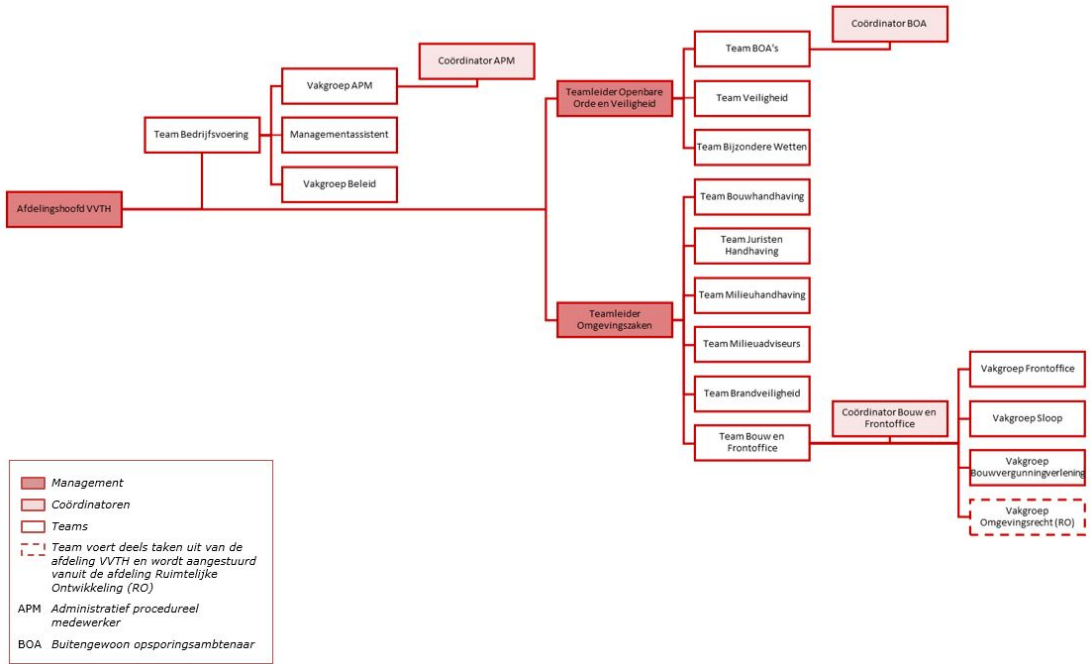 Afdelingshoofd VVTH
Team Bedrijfsvoering
Vakgroep APM
Coördinator APM
Managementassistent
Vakgroep Beleid
Teamleider Openbare
Orde en Veiligheid
Team BOA's
Coördinator BOA
Team Veiligheid
Team Bijzondere Wetten
Teamleider
Omgevingszaken
Team Bouwhandhaving
Team Juristen
Handhaving
Team Milieuhandhaving
Team Milieuadviseurs
Team Brandveiligheid
Team Bouw en
Frontoffice
Coördinator Bouw en
Frontoffice
Vakgroep Frontoffice
Vakgroep Sloop
Vakgroep
Bouwvergunningverlening
Vakgroep
Omgevingsrecht (RO)
Management
Coördinatoren
Teams
Team voert deels taken uit van de
afdeling VVTH en wordt aangestuurd
vanuit de afdeling Ruimtelijke
Ontwikkeling (RO)
APM Administratief procedureel
medewerker
BOA Buitengewoon opsporingsambtenaar